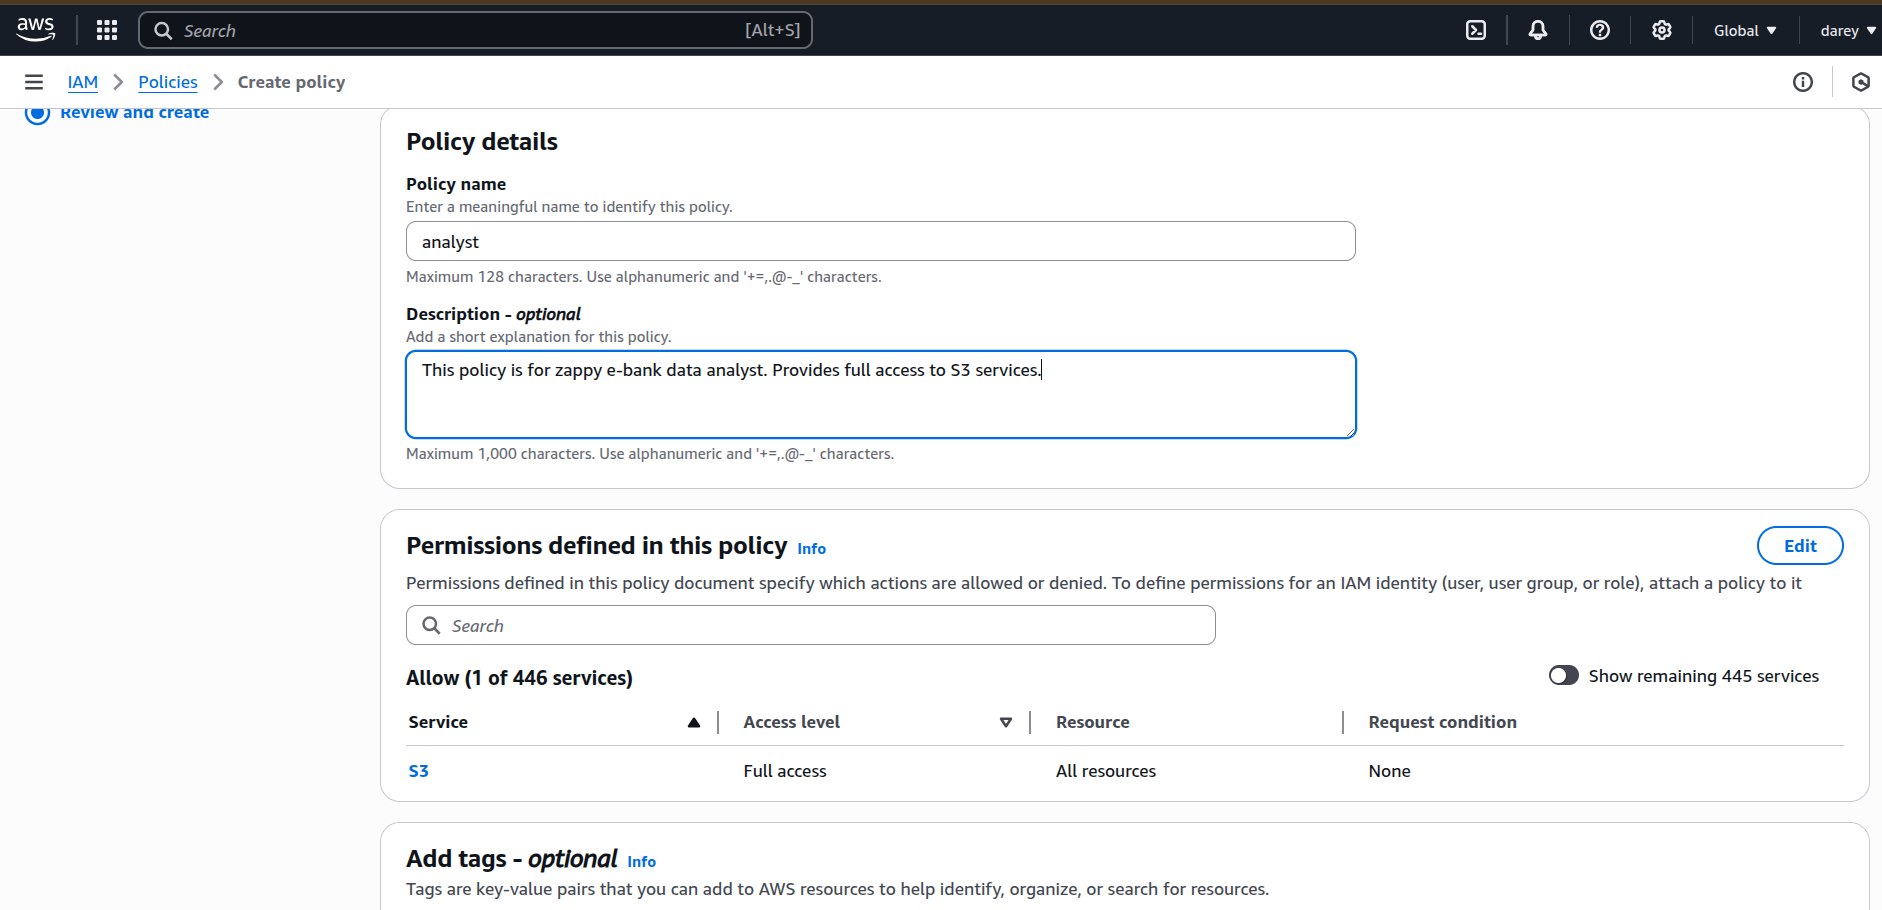 aws
Search
[Alt+S]
Global
darey
IAM
Policies
Create policy
Review and create
Policy details
Policy name
Enter a meaningful name to identify this policy.
analyst
Maximum 128 characters. Use alphanumeric and '+=,.@-_' characters.
Description - optional
Add a short explanation for this policy.
This policy is for zappy e-bank data analyst. Provides full access to S3 services.
Maximum 1,000 characters. Use alphanumeric and '+=,.@-_' characters.
Permissions defined in this policy Info
Edit
Permissions defined in this policy document specify which actions are allowed or denied. To define permissions for an IAM identity (user, user group, or role), attach a policy to it
Search
Allow (1 of 446 services)
Show remaining 445 services
Service
Access level
Resource
Request condition
S3
Full access
All resources
None
Add tags - optional Info
Tags are key-value pairs that you can add to AWS resources to help identify, organize, or search for resources.